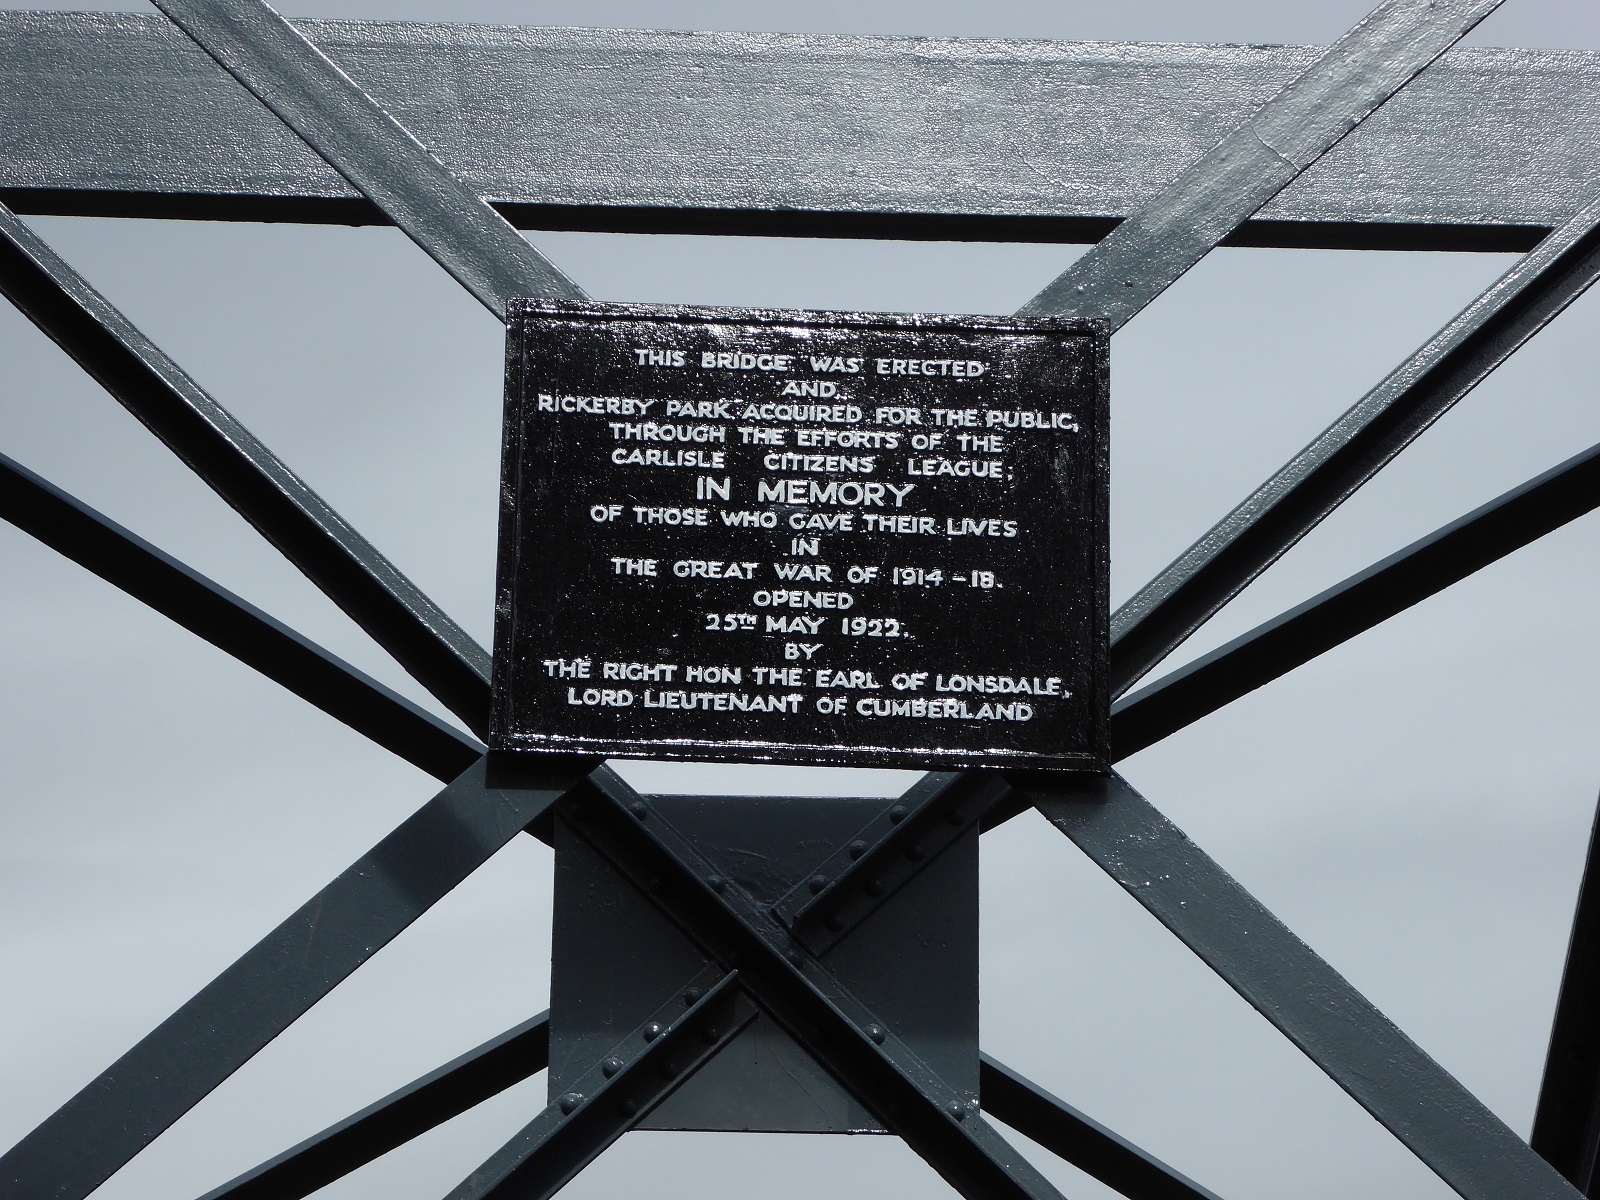 THIS BRIDGE WAS ERECTED
AND
RICKERBY PARK ACQUIRED FOR THE PUBLIC,
THROUGH THE EFFORTS OF THE
CARLISLE CITIZENS LEAGUE;
IN MEMORY
OF THOSE WHO GAVE THEIR LIVES
IN
THE GREAT WAR OF 1914-18.
OPENED
25TH MAY 1922.
BY
THE RIGHT HON THE EARL OF LONSDALE,
LORD LIEUTENANT OF CUMBERLAND